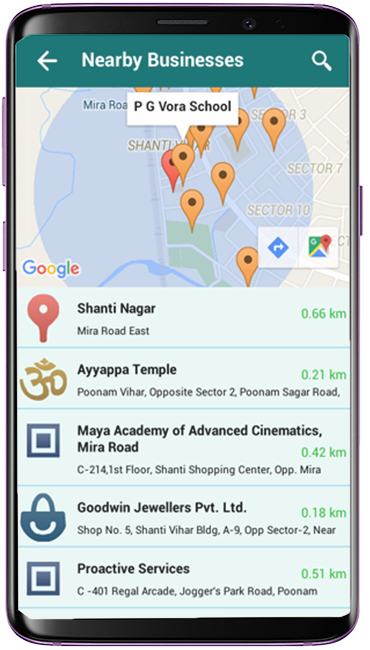 Nearby Businesses
Mira Roa
P G Vora School
SECTOR 3
SECTOR 7
SECTOR 10
Google
Shanti Nagar
0.66 km
Mira Road East
Ayyappa Temple
0.21 km
Poonam Vihar, Opposite Sector 2, Poonam Sagar Road,
Maya Academy of Advanced Cinematics,
Mira Road
0.42 km
C-214,1st Floor, Shanti Shopping Center, Opp. Mira
Goodwin Jewellers Pvt. Ltd.
0.18 km
Shop No. 5, Shanti Vihar Bldg, A-9, Opp Sector-2, Near
Proactive Services
0.51 km
C -401 Regal Arcade, Jogger's Park Road, Poonam